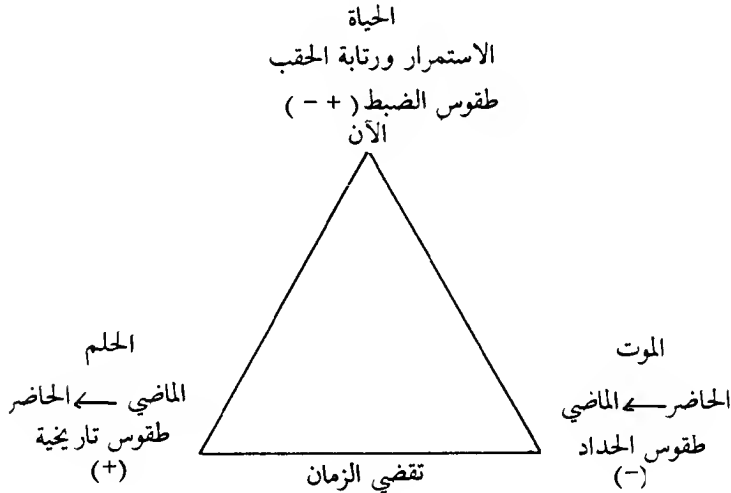 الحياة
الاستمرار ورتابة الحقب
طقوس الضبط (+ -)
الآن
الموت
الحاضر ← الماضي
طقوس الحداد
(-)
الحلم
الماضي ← الحاضر
طقوس تاريخية
(+)
تقضي الزمان